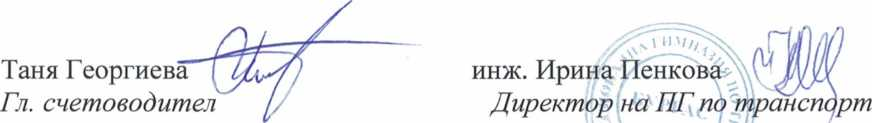 Таня Георгиева инж. Ирина Пенкова
Гл. счетоводител Директор на ПГ по транспорт